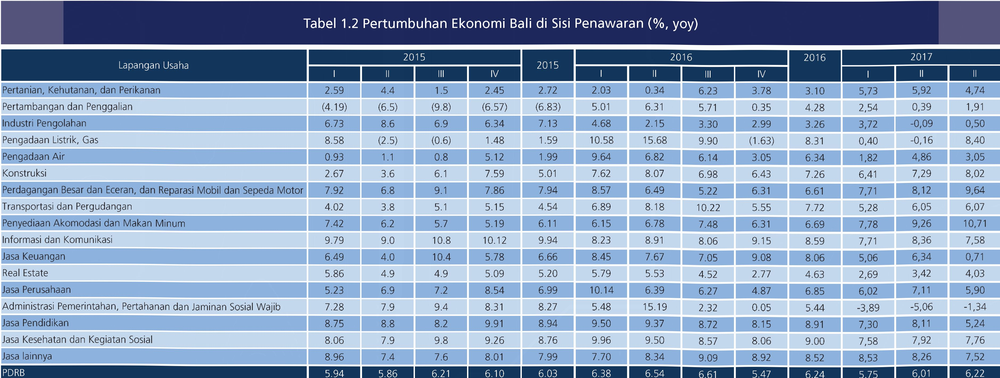 Tabel 1.2 Pertumbuhan Ekonomi Bali di Sisi Penawaran (%, yoy)
Lapangan Usaha 2015 2015 2016 2016 2017
I II III IV I II III IV I II II
Pertanian, Kehutanan, dan Perikanan 2.59 4.4 1.5 2.45 2.72 2.03 0.34 6.23 3.78 3.10 5,73 5,92 4,74
Pertambangan dan Penggalian (4.19) (6.5) (9.8) (6.57) (6.83) 5.01 6.31 5.71 0.35 4.28 2,54 0,39 1,91
Industri Pengolahan 6.73 8.6 6.9 6.34 7.13 4.68 2.15 3.30 2.99 3.26 3,72 -0,09 0,50
Pengadaan Listrik, Gas 8.58 (2.5) (0.6) 1.48 1.59 10.58 15.68 9.90 (1.63) 8.31 0,40 -0,16 8,40
Pengadaan Air 0.93 1.1 0.8 5.12 1.99 9.64 6.82 6.14 3.05 6.34 1,82 4,86 3,05
Konstruksi 2.67 3.6 6.1 7.59 5.01 7.62 8.07 6.98 6.43 7.26 6,41 7,29 8,02
Perdagangan Besar dan Eceran, dan Reparasi Mobil dan Sepeda Motor 7.92 6.8 9.1 7.86 7.94 8.57 6.49 5.22 6.31 6.61 7,71 8,12 9,64
Transportasi dan Pergudangan 4.02 3.8 5.1 5.15 4.54 6.89 8.18 10.22 5.55 7.72 5,28 6,05 6,07
Penyediaan Akomodasi dan Makan Minum 7.42 6.2 5.7 5.19 6.11 6.15 6.78 7.48 6.31 6.69 7,78 9,26 10,71
Informasi dan Komunikasi 9.79 9.0 10.8 10.12 9.94 8.23 8.91 8.06 9.15 8.59 7,71 8,36 7,58
Jasa Keuangan 6.49 4.0 10.4 5.78 6.66 8.45 7.67 7.05 9.08 8.06 5,06 6,34 0,71
Real Estate 5.86 4.9 4.9 5.09 5.20 5.79 5.53 4.52 2.77 4.63 2,69 3,42 4,03
Jasa Perusahaan 5.23 6.9 7.2 8.54 6.99 10.14 6.39 6.27 4.87 6.85 6,02 7,11 5,90
Administrasi Pemerintahan, Pertahanan dan Jaminan Sosial Wajib 7.28 7.9 9.4 8.31 8.27 5.48 15.19 2.32 0.05 5.44 -3,89 -5,06 -1,34
Jasa Pendidikan 8.75 8.8 8.2 9.91 8.94 9.50 9.37 8.72 8.15 8.91 7,30 8,11 5,24
Jasa Kesehatan dan Kegiatan Sosial 8.06 7.9 9.8 9.26 8.76 9.96 9.50 8.57 8.06 9.00 7,58 7,92 7,76
Jasa lainnya 8.96 7.4 7.6 8.01 7.99 7.70 8.34 9.09 8.92 8.52 8,53 8,26 7,52
PDRB 5.94 5.86 6.21 6.10 6.03 6.38 6.54 6.61 5.47 6.24 5,75 6,01 6,22